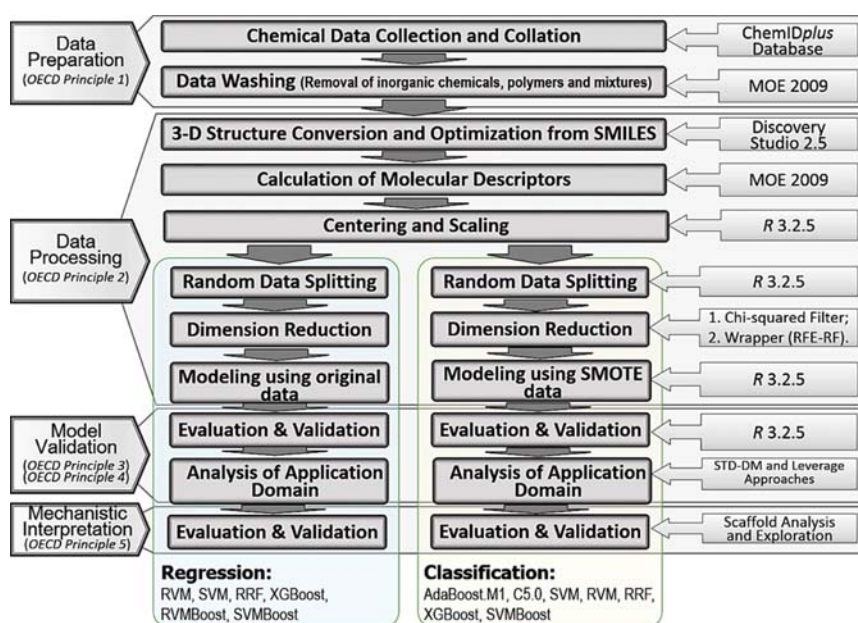 Data
Preparation
(OECD Principle 1)
Chemical Data Collection and Collation
ChemIDplus
Database
Data Washing (Removal of inorganic chemicals, polymers and mixtures)
MOE 2009
Data
Processing
(OECD Principle 2)
3-D Structure Conversion and Optimization from SMILES
Discovery
Studio 2.5
Calculation of Molecular Descriptors
MOE 2009
Centering and Scaling
R 3.2.5
Random Data Splitting
Random Data Splitting
R 3.2.5
Dimension Reduction
Dimension Reduction
1. Chi-squared Filter;
2. Wrapper (RFE-RF).
Modeling using original
data
Modeling using SMOTE
data
R 3.2.5
Model
Validation
(OECD Principle 3)
(OECD Principle 4)
Evaluation & Validation
Evaluation & Validation
R 3.2.5
Analysis of Application
Domain
Analysis of Application
Domain
STD-DM and Leverage
Approaches
Mechanistic
Interpretation
(OECD Principle 5)
Evaluation & Validation
Evaluation & Validation
Scaffold Analysis
and Exploration
Regression:
RVM, SVM, RRF, XGBoost,
RVMBoost, SVMBoost
Classification:
AdaBoost.M1, C5.0, SVM, RVM, RRF,
XGBoost, SVMBoost